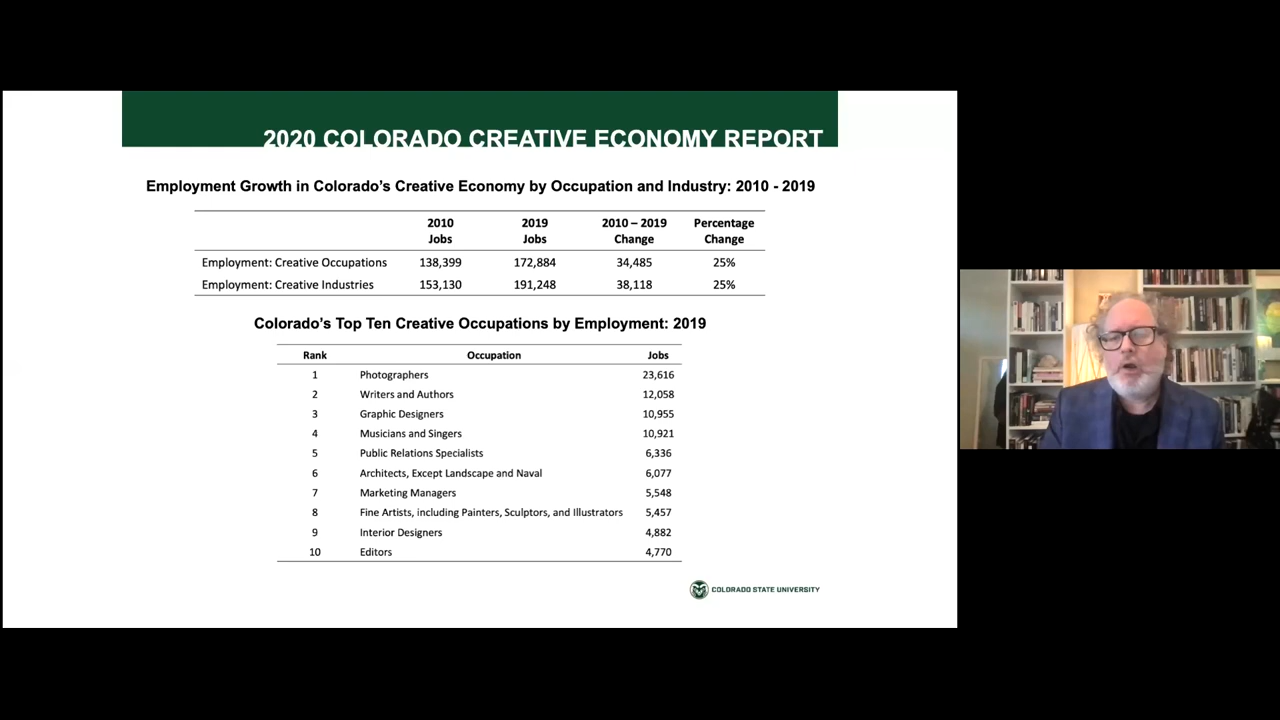 2020 COLORADO CREATIVE ECONOMY REPORT
Employment Growth in Colorado's Creative Economy by Occupation and Industry: 2010 - 2019
2010 Jobs 2019 Jobs 2010 – 2019 Change Percentage Change
Employment: Creative Occupations 138,399 172,884 34,485 25%
Employment: Creative Industries 153,130 191,248 38,118 25%
Colorado's Top Ten Creative Occupations by Employment: 2019
Rank Occupation Jobs
1 Photographers 23,616
2 Writers and Authors 12,058
3 Graphic Designers 10,955
4 Musicians and Singers 10,921
5 Public Relations Specialists 6,336
6 Architects, Except Landscape and Naval 6,077
7 Marketing Managers 5,548
8 Fine Artists, including Painters, Sculptors, and Illustrators 5,457
9 Interior Designers 4,882
10 Editors 4,770
COLORADO STATE UNIVERSITY